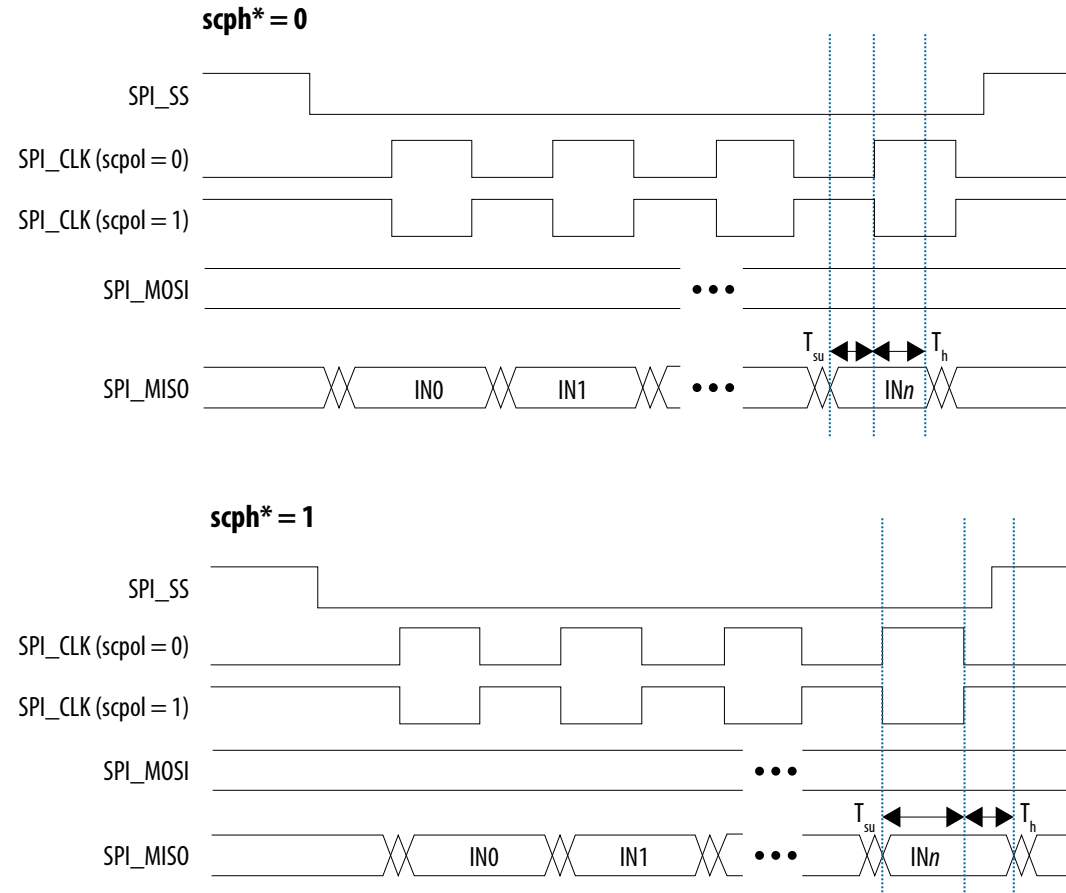 scph* = 0
SPI_SS
SPI_CLK (scpol = 0)
SPI_CLK (scpol = 1)
SPI_MOSI
Tsu Th
SPI_MISO IN0 IN1 INn
scph* = 1
SPI_SS
SPI_CLK (scpol = 0)
SPI_CLK (scpol = 1)
SPI_MOSI
Tsu Th
SPI_MISO IN0 IN1 INn